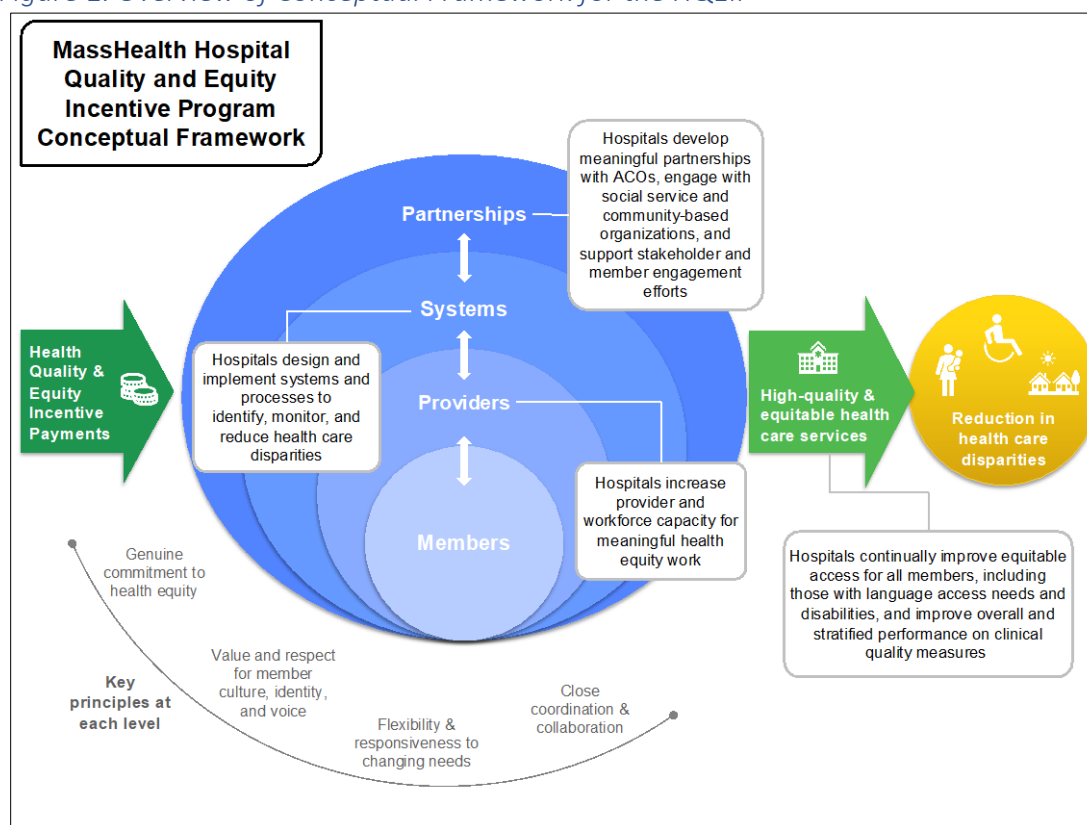 MassHealth Hospital
Quality and Equity
Incentive Program
Conceptual Framework
Hospitals develop
meaningful partnerships
with ACOs, engage with
social service and
community-based
organizations, and
support stakeholder and
member engagement
efforts
Partnerships
Systems
Health
Quality &
Equity
Incentive
Payments
Hospitals design and
implement systems and
processes to
identify, monitor, and
reduce health care
disparities
Providers
High-quality &
equitable health
care services
Reduction in
health care
disparities
Hospitals increase
provider and
workforce capacity for
meaningful health
equity work
Members
Hospitals continually improve equitable
access for all members, including
those with language access needs and
disabilities, and improve overall and
stratified performance on clinical
quality measures
Genuine
commitment to
health equity
Key
principles at
each level
Value and respect
for member
culture, identity,
and voice
Flexibility &
responsiveness to
changing needs
Close
coordination &
collaboration